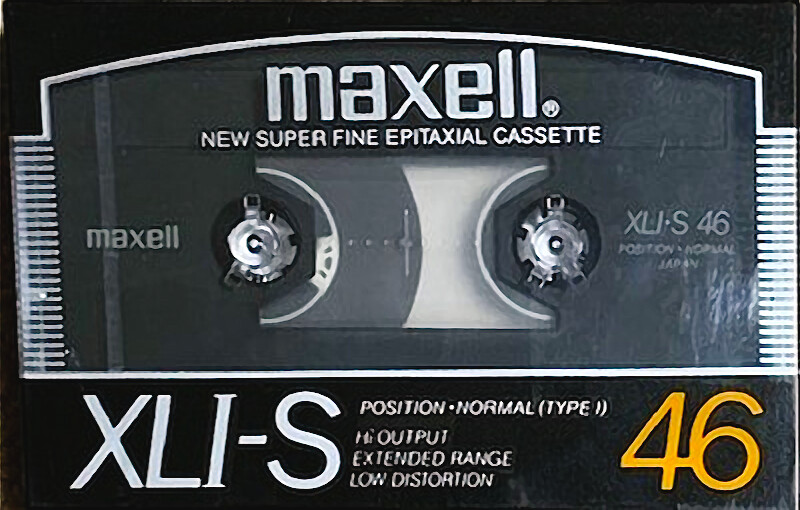 maxell®
NEW SUPER FINE EPITAXIAL CASSETTE
maxell
XLI·S 46
POSITION·NORMAL
JAPAN
XLI-S
POSITION·NORMAL (TYPE I)
Hi OUTPUT
EXTENDED RANGE
LOW DISTORTION
46